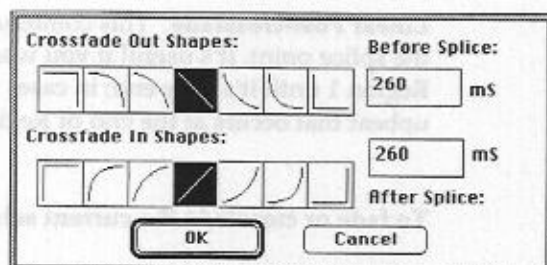 Crossfade Out Shapes:
Before Splice:
260 mS
Crossfade In Shapes:
260 mS
After Splice:
OK
Cancel